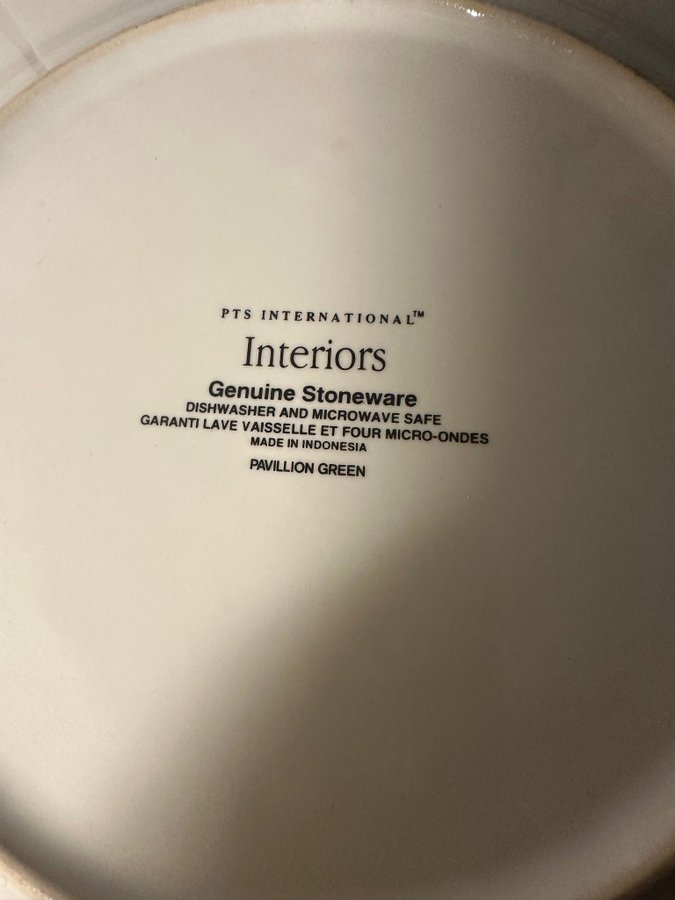 PTS INTERNATIONAL™
Interiors
Genuine Stoneware
DISHWASHER AND MICROWAVE SAFE
GARANTI LAVE VAISSELLE ET FOUR MICRO-ONDES
MADE IN INDONESIA
PAVILLION GREEN